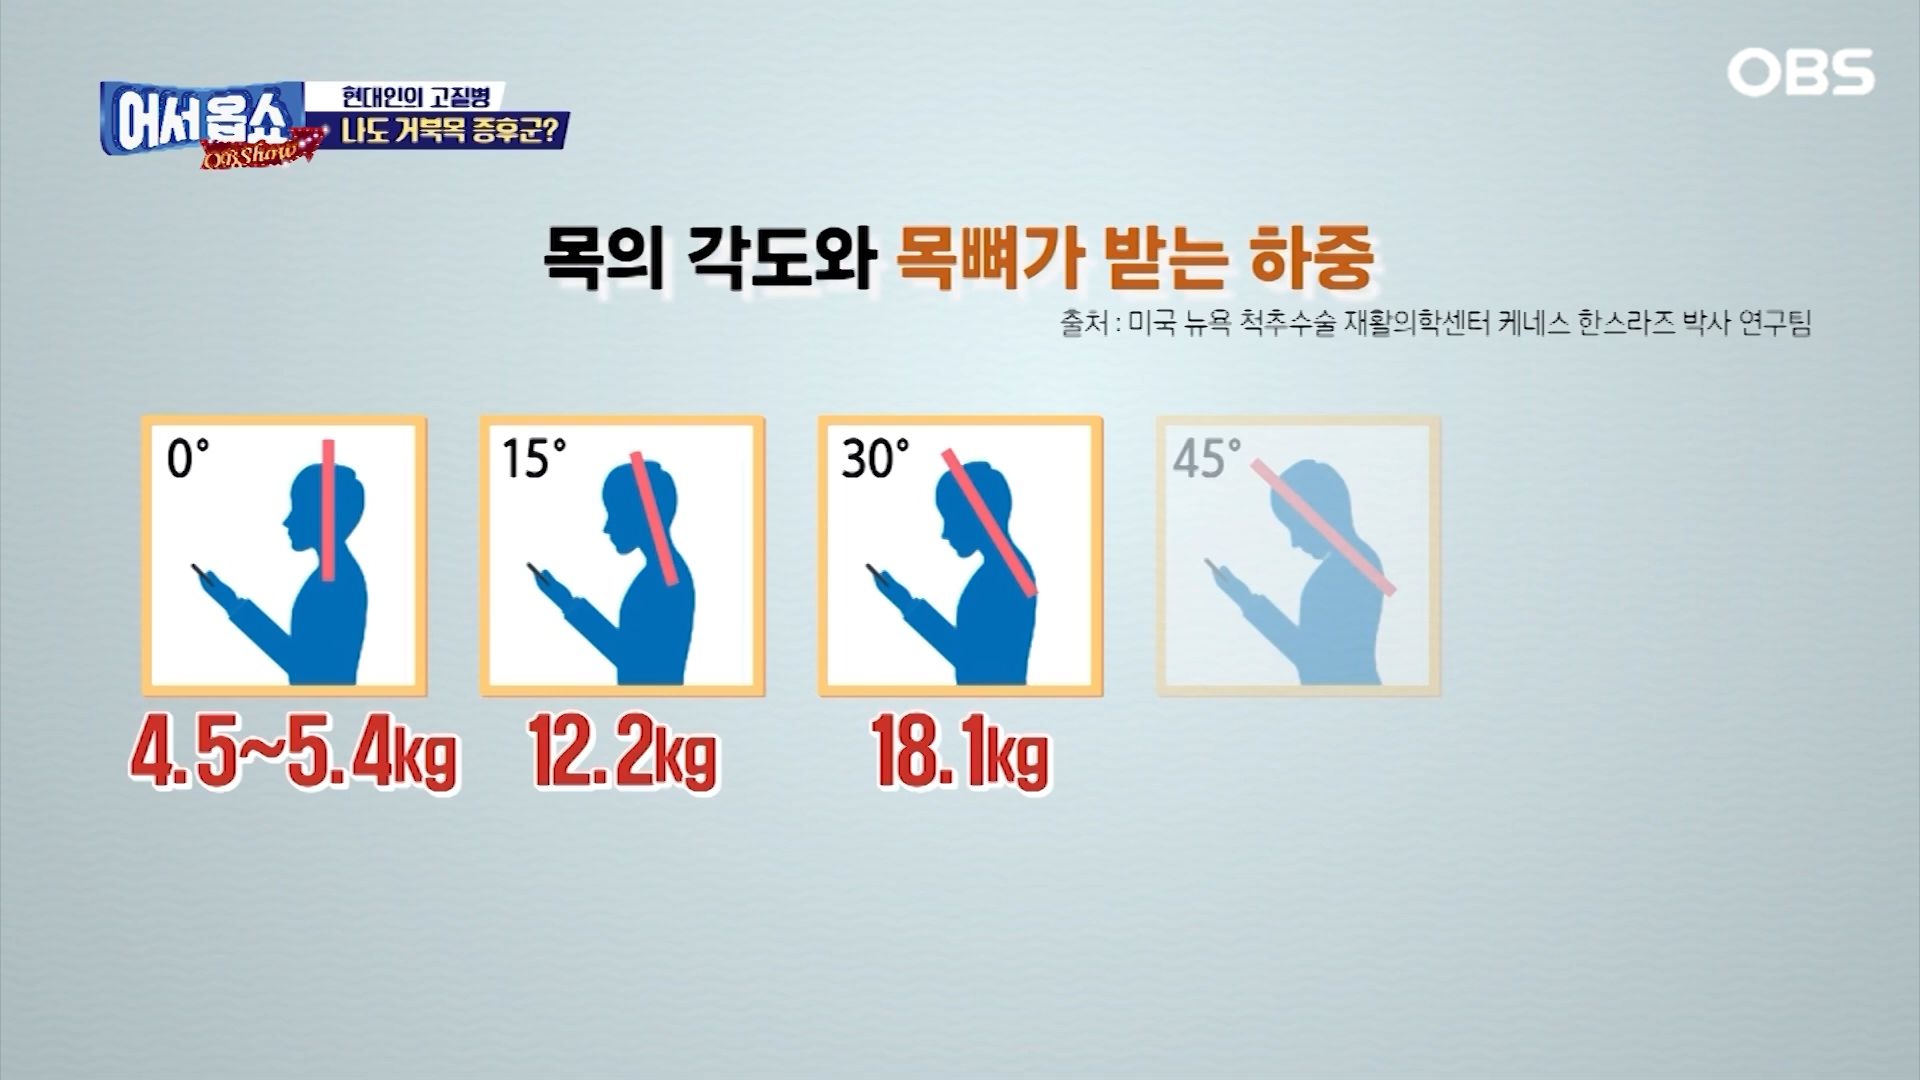 OBS
어서옵쇼
OBShow
현대인의 고질병
나도 거북목 증후군?
목의 각도와 목뼈가 받는 하중
출처 : 미국 뉴욕 척추수술 재활의학센터 케네스 한스라즈 박사 연구팀
0° 15° 30° 45°
4.5~5.4kg 12.2kg 18.1kg